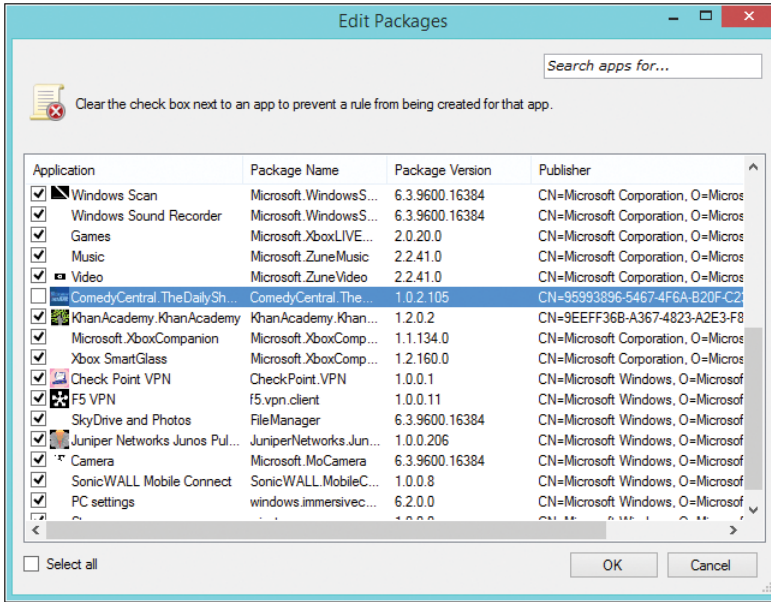 Edit Packages
Search apps for...
Clear the check box next to an app to prevent a rule from being created for that app.
Application Package Name Package Version Publisher
Windows Scan Microsoft.WindowsS... 6.3.9600.16384 CN=Microsoft Corporation, O=Micros
Windows Sound Recorder Microsoft.WindowsS... 6.3.9600.16384 CN=Microsoft Corporation, O=Micros
Games Microsoft.XboxLIVE... 2.0.20.0 CN=Microsoft Corporation, O=Micros
Music Microsoft.ZuneMusic 2.2.41.0 CN=Microsoft Corporation, O=Micros
Video Microsoft.ZuneVideo 2.2.41.0 CN=Microsoft Corporation, O=Micros
ComedyCentral.TheDailySh... ComedyCentral.The... 1.0.2.105 CN=95993896-5467-4F6A-B20F-C2
KhanAcademy.KhanAcademy KhanAcademy.Khan... 1.2.0.2 CN=9EEFF36B-A367-4823-A2E3-F8
Microsoft.XboxCompanion Microsoft.XboxComp... 1.1.134.0 CN=Microsoft Corporation, O=Micros
Xbox SmartGlass Microsoft.XboxComp... 1.2.160.0 CN=Microsoft Corporation, O=Micros
Check Point VPN CheckPoint.VPN 1.0.0.1 CN=Microsoft Windows, O=Microsof
F5 VPN f5.vpn.client 1.0.0.11 CN=Microsoft Windows, O=Microsof
SkyDrive and Photos FileManager 6.3.9600.16384 CN=Microsoft Windows, O=Microsof
Juniper Networks Junos Pul... JuniperNetworks.Jun... 1.0.0.206 CN=Microsoft Windows, O=Microsof
Camera Microsoft.MoCamera 6.3.9600.16384 CN=Microsoft Windows, O=Microsof
SonicWALL Mobile Connect SonicWALL.MobileC... 1.0.0.8 CN=Microsoft Windows, O=Microsof
PC settings windows.immersivec... 6.2.0.0 CN=Microsoft Windows, O=Microsof
Select all
OK Cancel